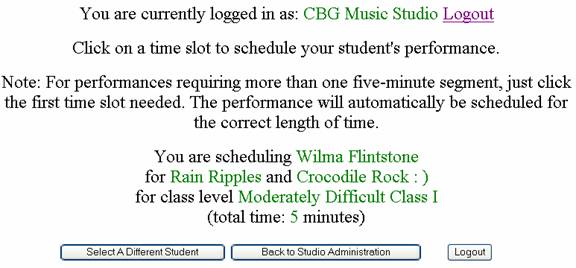 You are currently logged in as: CBG Music Studio Logout
Click on a time slot to schedule your student's performance.
Note: For performances requiring more than one five-minute segment, just click
the first time slot needed. The performance will automatically be scheduled for
the correct length of time.
You are scheduling Wilma Flintstone
for Rain Ripples and Crocodile Rock : )
for class level Moderately Difficult Class I
(total time: 5 minutes)
Select A Different Student Back to Studio Administration Logout